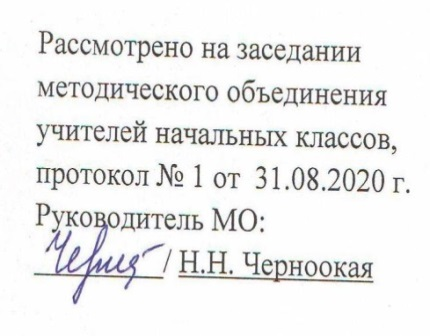 Рассмотрено на заседании
методического объединения
учителей начальных классов,
протокол № 1 от 31.08.2020 г.
Руководитель МО:
/ Н.Н. Черноокая